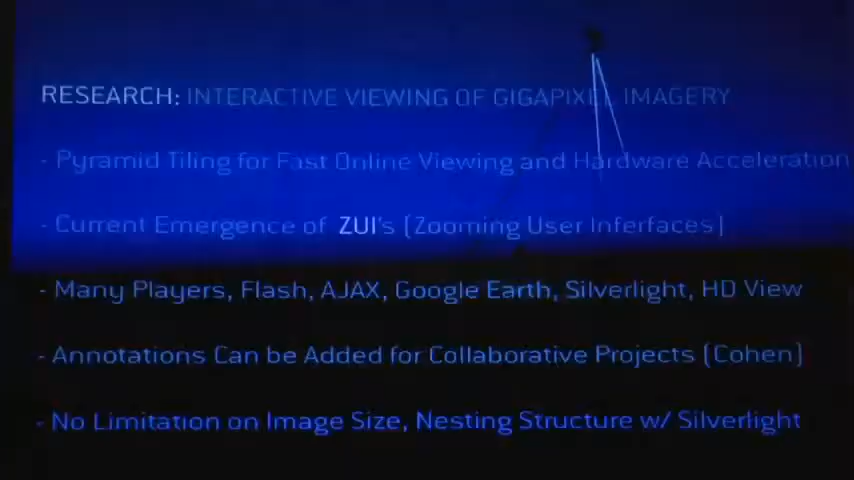 RESEARCH: INTERACTIVE VIEWING OF GIGAPIXEL IMAGERY
- Pyramid Tiling for Fast Online Viewing and Hardware Acceleration
- Current Emergence of ZUI's (Zooming User Interfaces)
- Many Players, Flash, AJAX, Google Earth, Silverlight, HD View
- Annotations Can be Added for Collaborative Projects (Cohen)
- No Limitation on Image Size, Nesting Structure w/ Silverlight